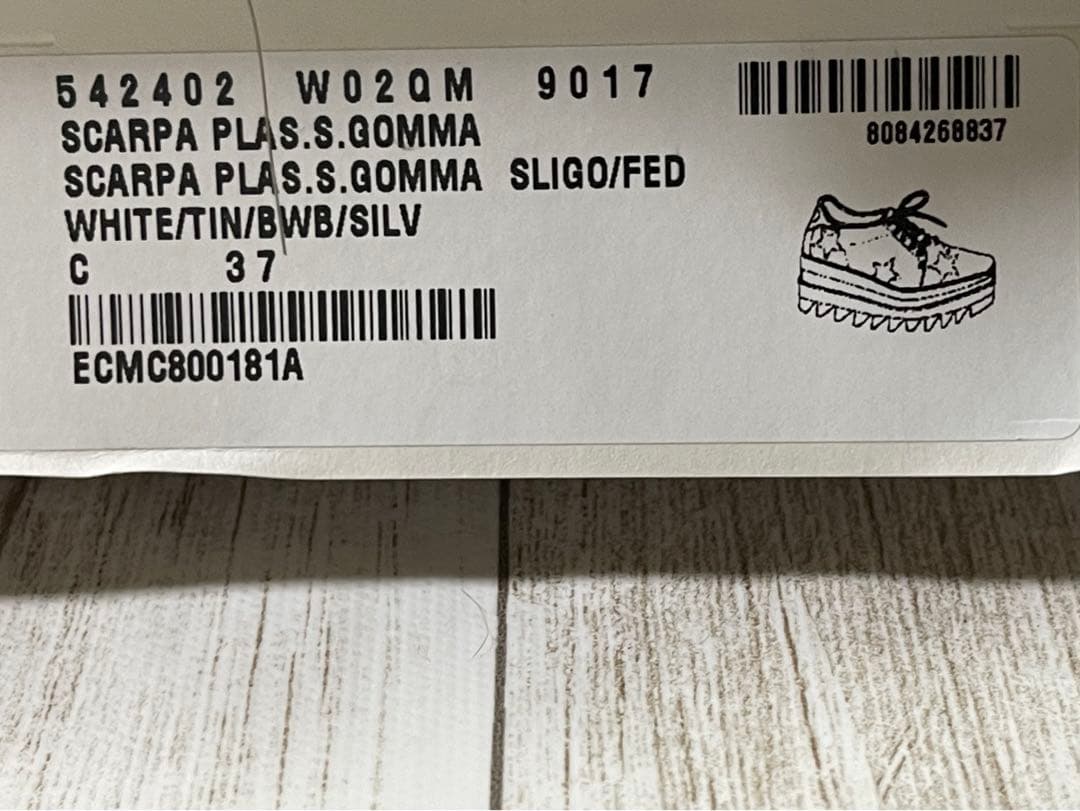 542402 W02QM 9017
SCARPA PLAS.S.GOMMA
SCARPA PLAS.S.GOMMA SLIGO/FED
WHITE/TIN/BWB/SILV
C 37
ECMC800181A
8084268837